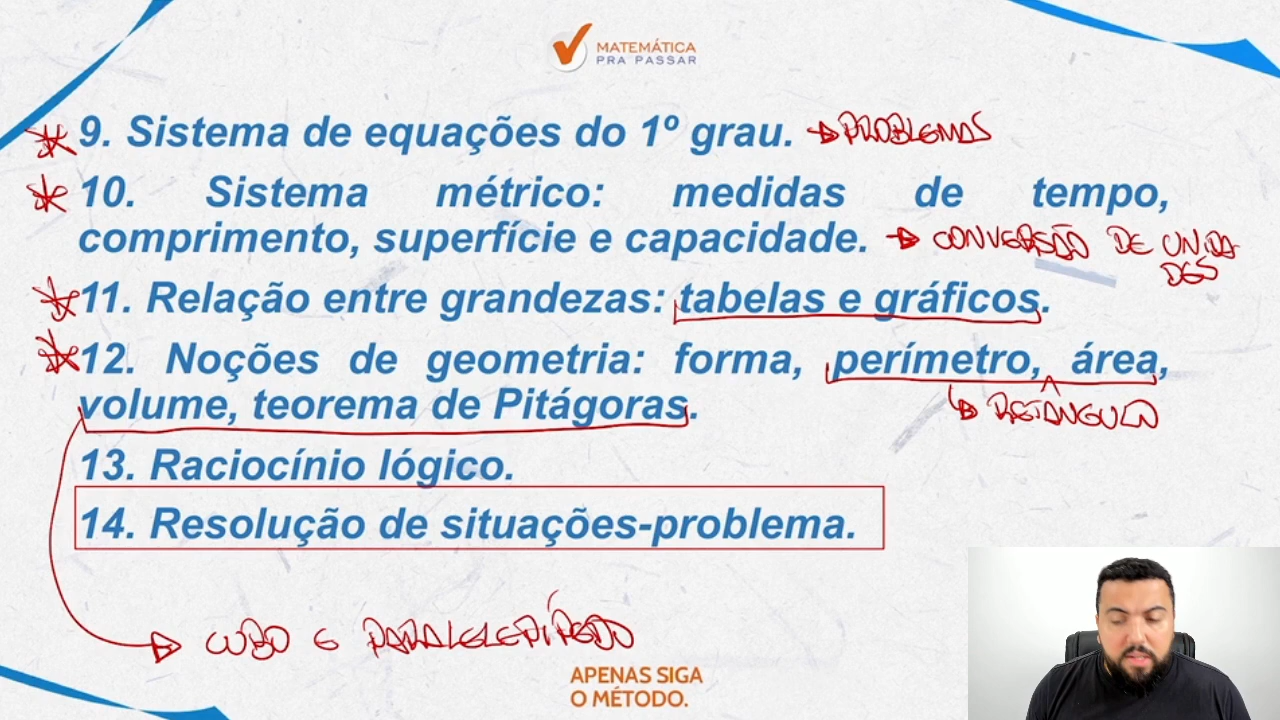 MATEMÁTICA
PRA PASSAR
9. Sistema de equações do 1º grau. PROBLEMAS
10. Sistema métrico: medidas de tempo,
comprimento, superfície e capacidade. CONVERSÃO DE UNIDA
DES
11. Relação entre grandezas: tabelas e gráficos.
12. Noções de geometria: forma, perímetro, área,
volume, teorema de Pitágoras. RETÂNGULO
13. Raciocínio lógico.
14. Resolução de situações-problema.
CUBO E PARALELEPÍPEDO
APENAS SIGA
O MÉTODO.